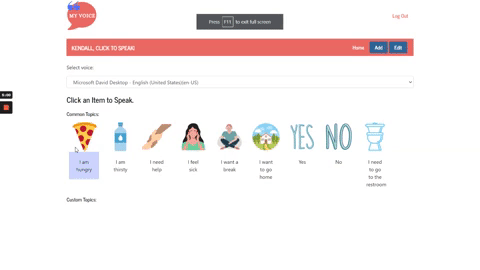 MY VOICE
Press F11 to exit full screen
Log Out
KENDALL, CLICK TO SPEAK!
Home
Add
Edit
Select voice:
Microsoft David Desktop - English (United States)(en-US)
Click an Item to Speak.
Common Topics:
YES
NO
I am
hungry
I am
thirsty
I need
help
I feel
sick
I want a
break
I want
to go
home
Yes
No
I need
to go
to the
restroom
Custom Topics: